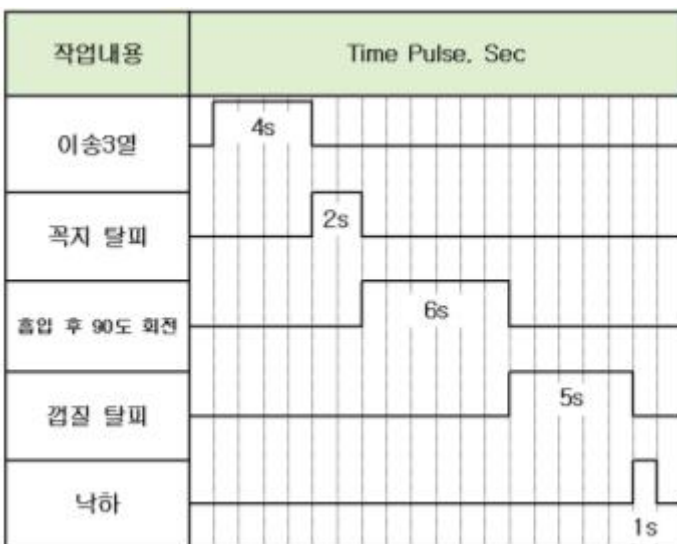 작업내용
Time Pulse, Sec
이송3열
4s
꼭지 탈피
2s
흡입 후 90도 회전
6s
껍질 탈피
5s
낙하
1s